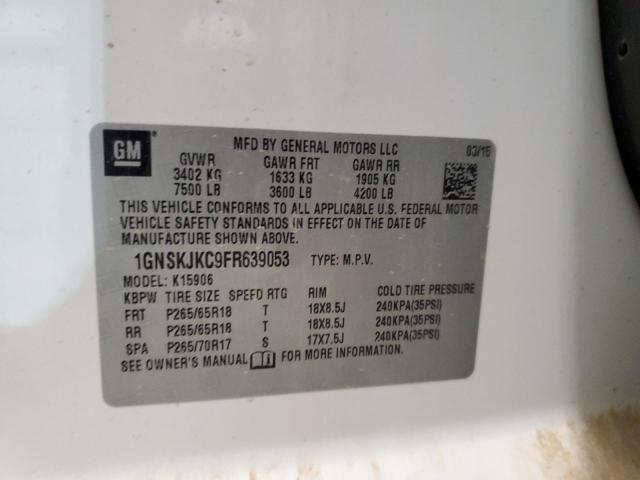 GM
MFD BY GENERAL MOTORS LLC 03/15
GVWR GAWR FRT GAWR RR
3402 KG 1633 KG 1905 KG
7500 LB 3600 LB 4200 LB
THIS VEHICLE CONFORMS TO ALL APPLICABLE U.S. FEDERAL MOTOR
VEHICLE SAFETY STANDARDS IN EFFECT ON THE DATE OF
MANUFACTURE SHOWN ABOVE.
1GNSKJKC9FR639053 TYPE: M.P.V.
MODEL: K15906
KBPW TIRE SIZE SPEED RTG RIM COLD TIRE PRESSURE
FRT P265/65R18 T 18X8.5J 240KPA(35PSI)
RR P265/65R18 T 18X8.5J 240KPA(35PSI)
SPA P265/70R17 S 17X7.5J 240KPA(35PSI)
SEE OWNER'S MANUAL FOR MORE INFORMATION.